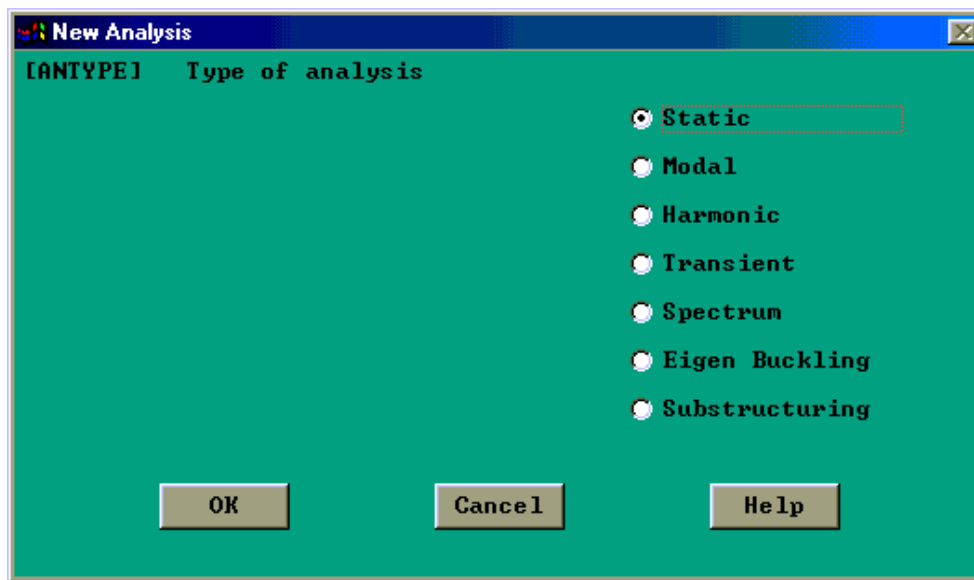 New Analysis
[ANTYPE] Type of analysis
Static
Modal
Harmonic
Transient
Spectrum
Eigen Buckling
Substructuring
OK Cancel Help